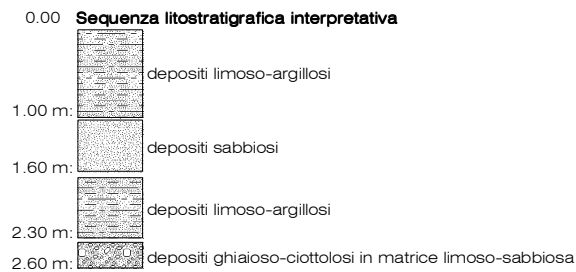 0.00 Sequenza litostratigrafica interpretativa
depositi limoso-argillosi
1.00 m:
depositi sabbiosi
1.60 m:
depositi limoso-argillosi
2.30 m:
depositi ghiaioso-ciottolosi in matrice limoso-sabbiosa
2.60 m: